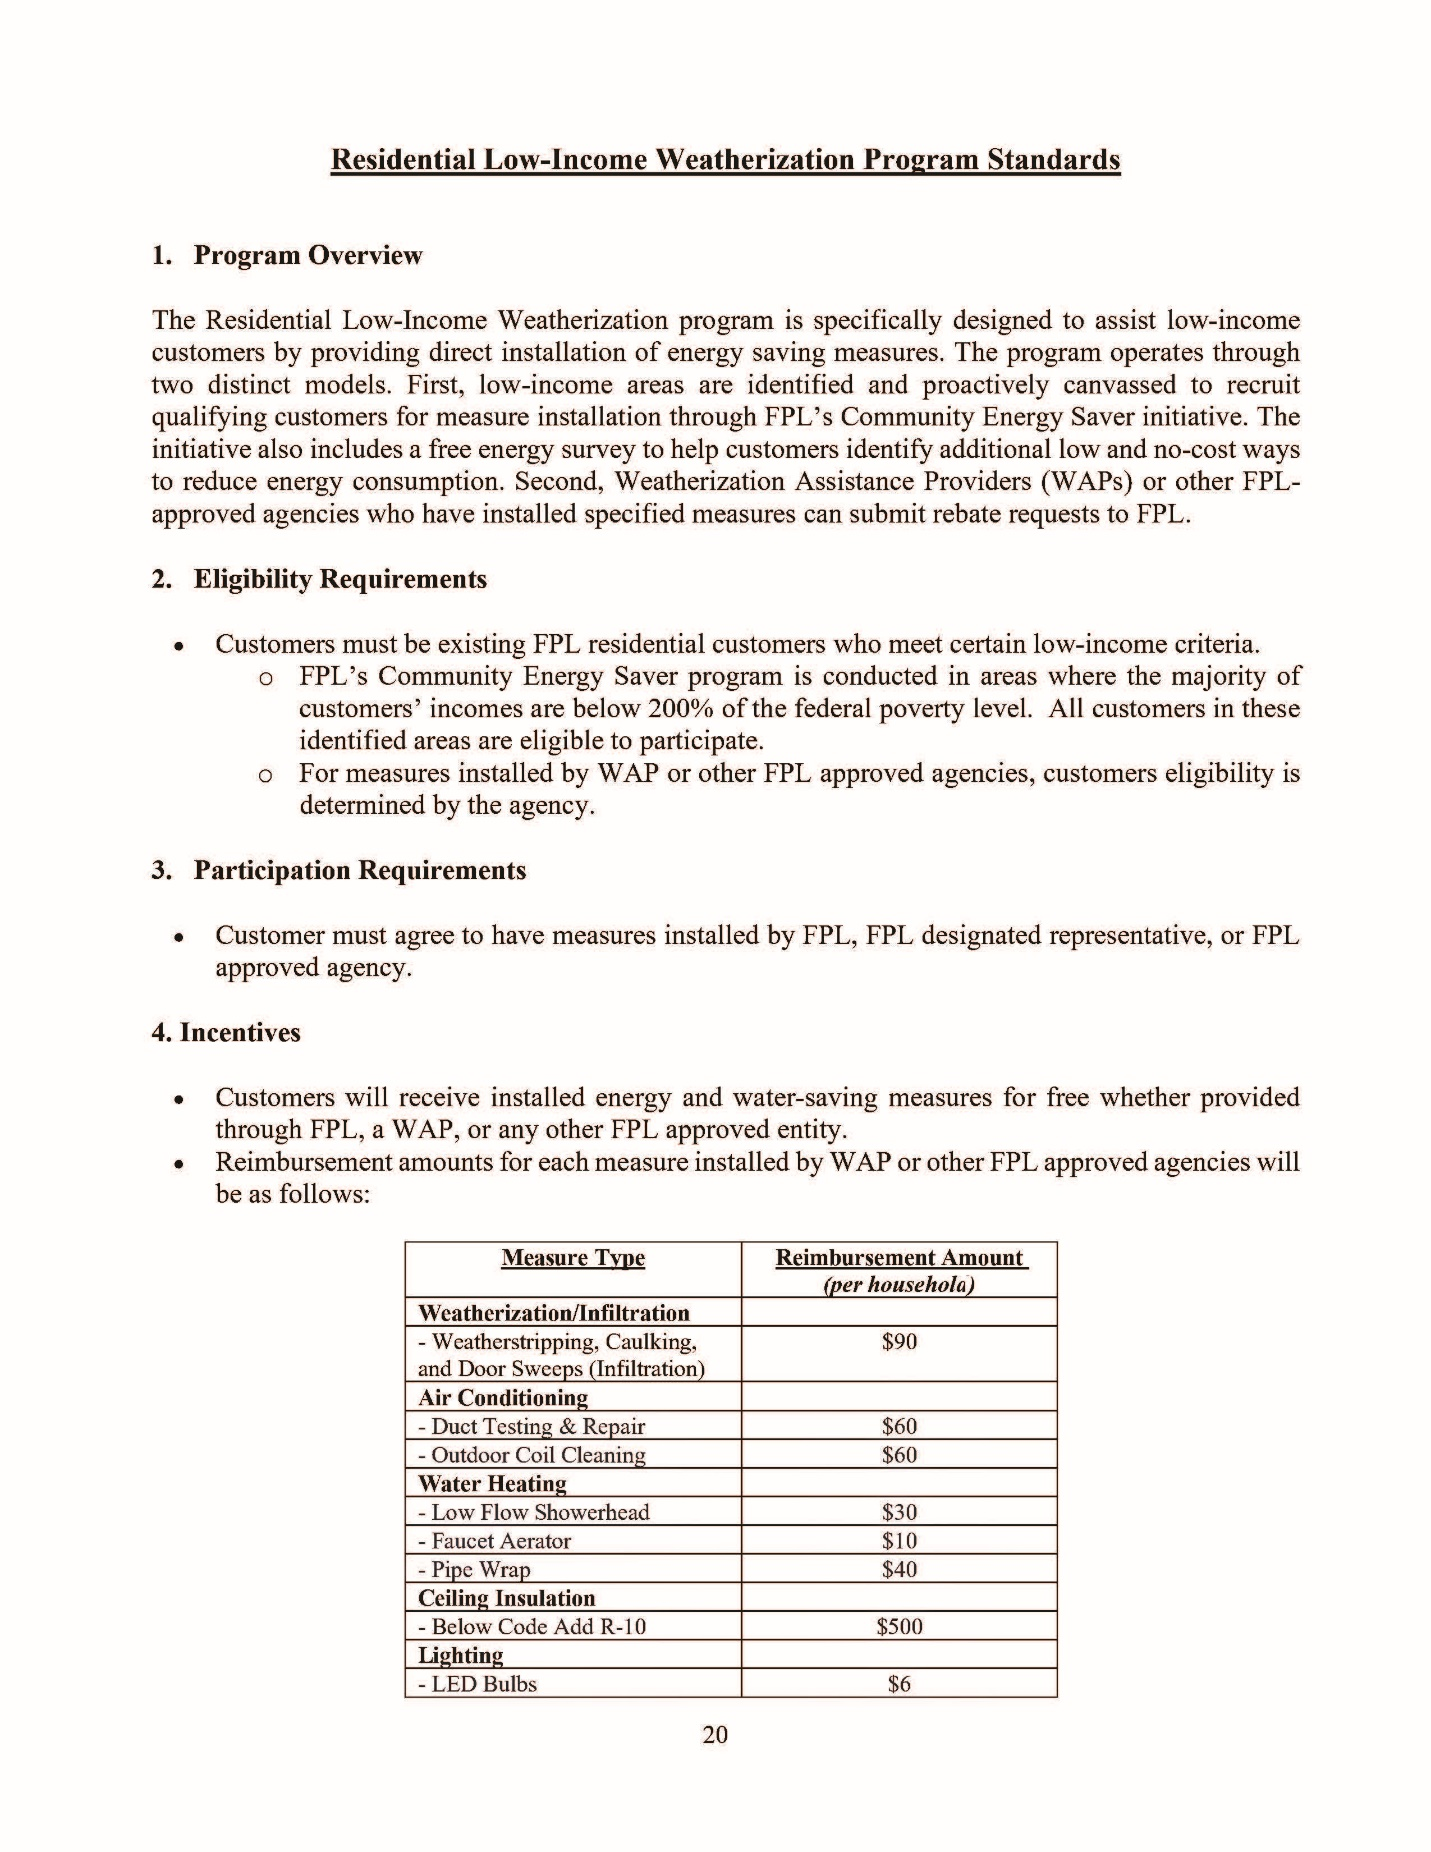 Residential Low-Income Weatherization Program Standards
1. Program Overview
The Residential Low-Income Weatherization program is specifically designed to assist low-income
customers by providing direct installation of energy saving measures. The program operates through
two distinct models. First, low-income areas are identified and proactively canvassed to recruit
qualifying customers for measure installation through FPL's Community Energy Saver initiative. The
initiative also includes a free energy survey to help customers identify additional low and no-cost ways
to reduce energy consumption. Second, Weatherization Assistance Providers (WAPs) or other FPL-
approved agencies who have installed specified measures can submit rebate requests to FPL.
2. Eligibility Requirements
• Customers must be existing FPL residential customers who meet certain low-income criteria.
o FPL's Community Energy Saver program is conducted in areas where the majority of
customers' incomes are below 200% of the federal poverty level. All customers in these
identified areas are eligible to participate.
o For measures installed by WAP or other FPL approved agencies, customers eligibility is
determined by the agency.
3. Participation Requirements
• Customer must agree to have measures installed by FPL, FPL designated representative, or FPL
approved agency.
4. Incentives
• Customers will receive installed energy and water-saving measures for free whether provided
through FPL, a WAP, or any other FPL approved entity.
• Reimbursement amounts for each measure installed by WAP or other FPL approved agencies will
be as follows:
Measure Type Reimbursement Amount
(per household)
Weatherization/Infiltration
- Weatherstripping, Caulking, $90
and Door Sweeps (Infiltration)
Air Conditioning
- Duct Testing & Repair $60
- Outdoor Coil Cleaning $60
Water Heating
- Low Flow Showerhead $30
- Faucet Aerator $10
- Pipe Wrap $40
Ceiling Insulation
- Below Code Add R-10 $500
Lighting
- LED Bulbs $6
20